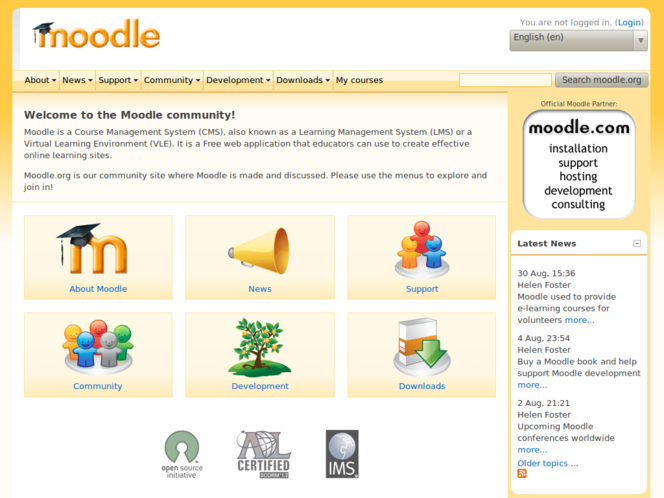 moodle
You are not logged in. (Login)
English (en)
About News Support Community Development Downloads My courses
Search moodle.org
Welcome to the Moodle community!
Moodle is a Course Management System (CMS), also known as a Learning Management System (LMS) or a
Virtual Learning Environment (VLE). It is a Free web application that educators can use to create effective
online learning sites.
Moodle.org is our community site where Moodle is made and discussed. Please use the menus to explore and
join in!
m
About Moodle
News
Support
Community
Development
Downloads
open source
initiative
ADL
CERTIFIED
SCORM 1.2
IMS
Official Moodle Partner:
moodle.com
installation
support
hosting
development
consulting
Latest News
30 Aug, 15:36
Helen Foster
Moodle used to provide
e-learning courses for
volunteers more...
4 Aug, 23:54
Helen Foster
Buy a Moodle book and help
support Moodle development
more...
2 Aug, 21:21
Helen Foster
Upcoming Moodle
conferences worldwide
more...
Older topics ...